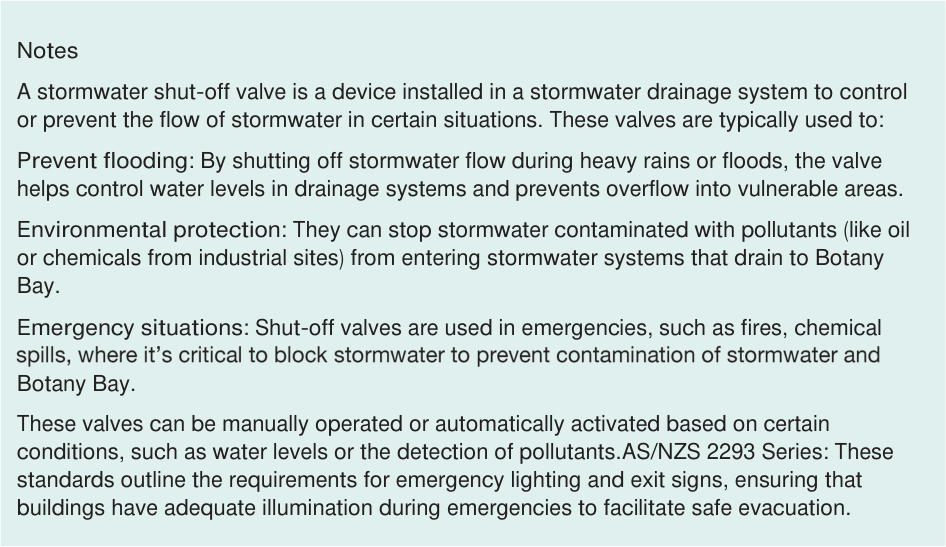 Notes
A stormwater shut-off valve is a device installed in a stormwater drainage system to control
or prevent the flow of stormwater in certain situations. These valves are typically used to:
Prevent flooding: By shutting off stormwater flow during heavy rains or floods, the valve
helps control water levels in drainage systems and prevents overflow into vulnerable areas.
Environmental protection: They can stop stormwater contaminated with pollutants (like oil
or chemicals from industrial sites) from entering stormwater systems that drain to Botany
Bay.
Emergency situations: Shut-off valves are used in emergencies, such as fires, chemical
spills, where it’s critical to block stormwater to prevent contamination of stormwater and
Botany Bay.
These valves can be manually operated or automatically activated based on certain
conditions, such as water levels or the detection of pollutants.AS/NZS 2293 Series: These
standards outline the requirements for emergency lighting and exit signs, ensuring that
buildings have adequate illumination during emergencies to facilitate safe evacuation.